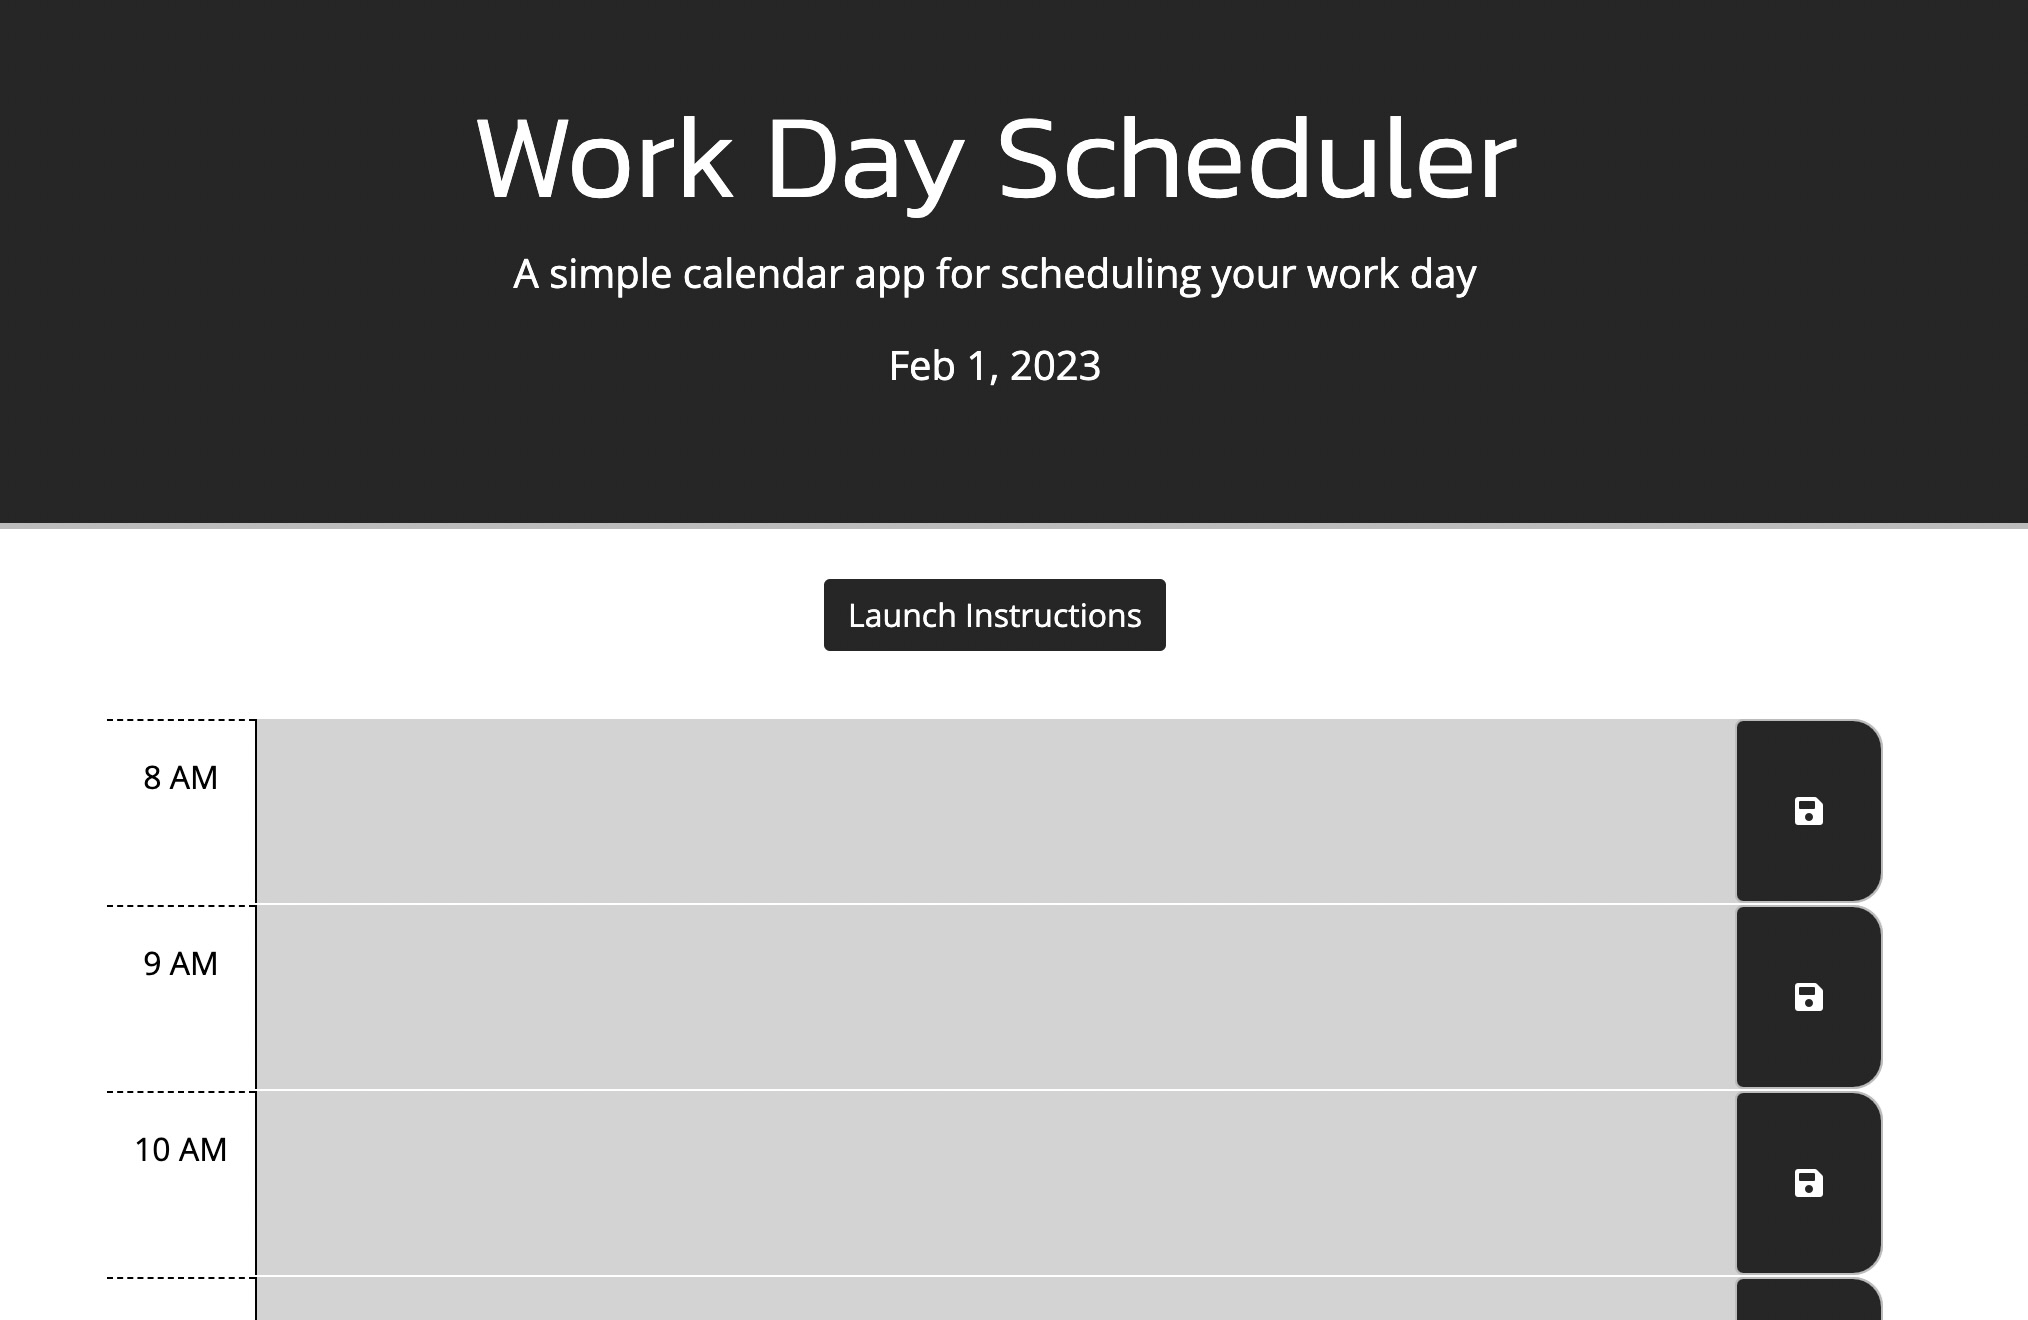 Work Day Scheduler
A simple calendar app for scheduling your work day
Feb 1, 2023
Launch Instructions
8 AM
9 AM
10 AM